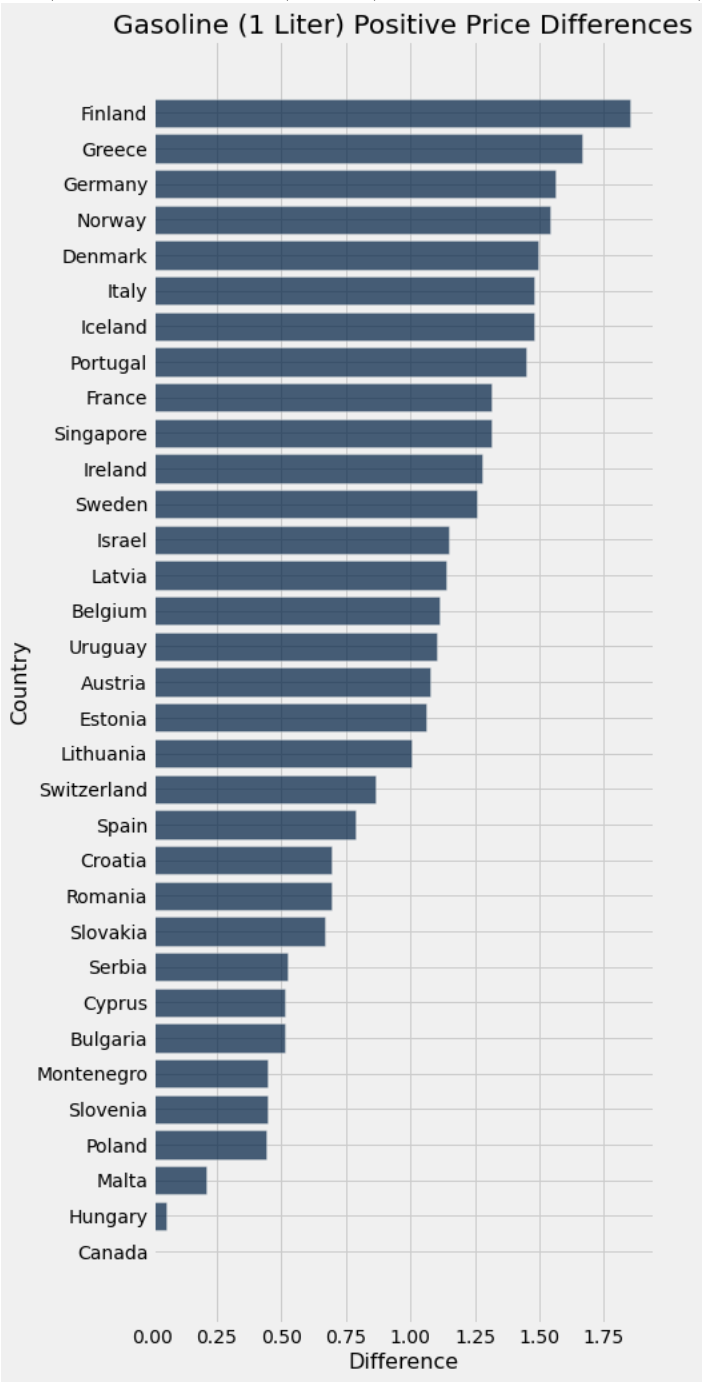 Gasoline (1 Liter) Positive Price Differences
Finland
Greece
Germany
Norway
Denmark
Italy
Iceland
Portugal
France
Singapore
Ireland
Sweden
Israel
Latvia
Belgium
Uruguay
Austria
Estonia
Lithuania
Switzerland
Spain
Croatia
Romania
Slovakia
Serbia
Cyprus
Bulgaria
Montenegro
Slovenia
Poland
Malta
Hungary
Canada
Country
0.00 0.25 0.50 0.75 1.00 1.25 1.50 1.75
Difference